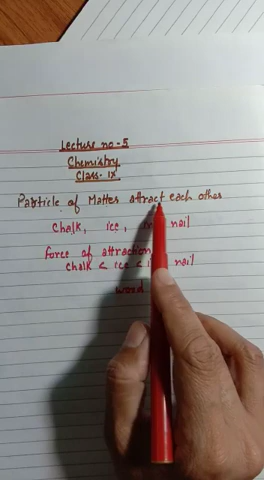 Lecture no - 5
Chemistry
Class - IX
Particle of Matter attract each other
Chalk, ice, nail
force of attraction
Chalk < ice < nail